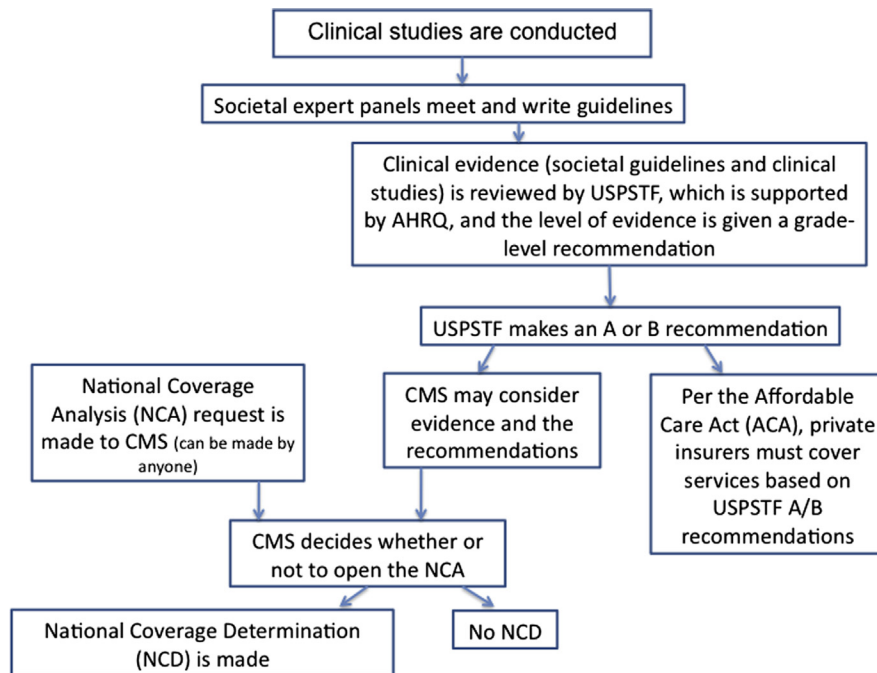 Clinical studies are conducted
Societal expert panels meet and write guidelines
Clinical evidence (societal guidelines and clinical
studies) is reviewed by USPSTF, which is supported
by AHRQ, and the level of evidence is given a grade-
level recommendation
USPSTF makes an A or B recommendation
National Coverage
Analysis (NCA) request is
made to CMS (can be made by
anyone)
CMS may consider
evidence and the
recommendations
Per the Affordable
Care Act (ACA), private
insurers must cover
services based on
USPSTF A/B
recommendations
CMS decides whether or
not to open the NCA
National Coverage Determination
(NCD) is made
No NCD